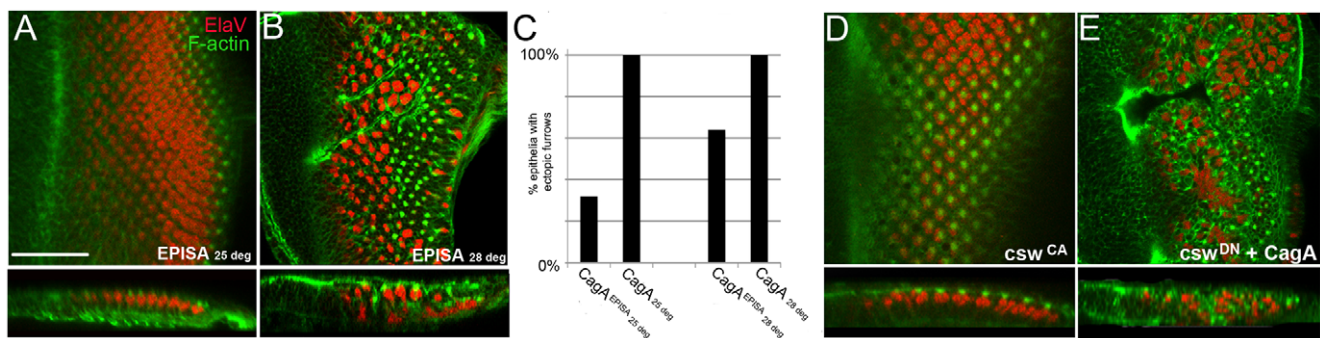 A
ElaV
F-actin
EPISA 25 deg
B
EPISA 28 deg
C
100%
% epithelia with
ectopic furrows
0%
CagA EPISA 25 deg
CagA 25 deg
CagA EPISA 28 deg
CagA 28 deg
D
csw CA
E
csw DN + CagA